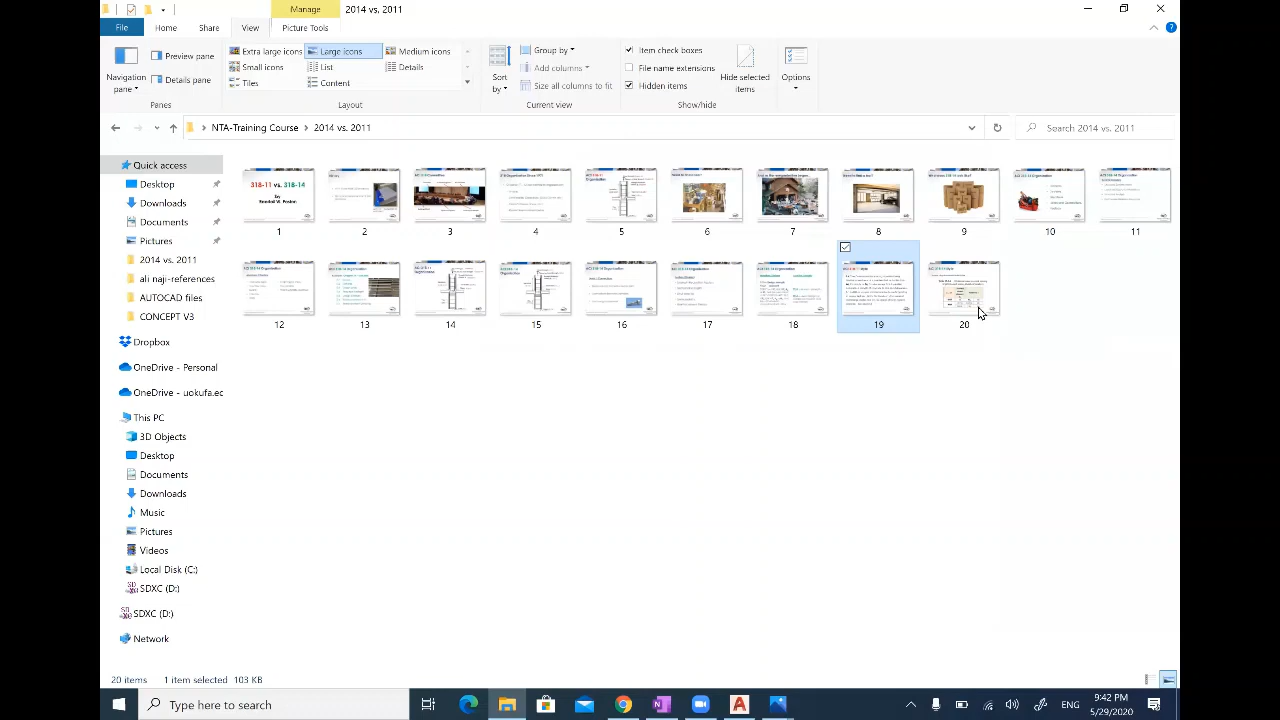 Manage
2014 vs. 2011
File
Home
Share
View
Picture Tools
Navigation pane
Preview pane
Details pane
Panes
Extra large icons
Large icons
Medium icons
Small icons
List
Details
Tiles
Content
Layout
Sort by
Group by
Add columns
Size all columns to fit
Current view
Item check boxes
File name extensions
Hidden items
Hide selected items
Show/hide
Options
NTA-Training Course
2014 vs. 2011
Search 2014 vs. 2011
Quick access
Desktop
Downloads
Documents
Pictures
2014 vs. 2011
CONCEPT V3
Dropbox
OneDrive - Personal
OneDrive - uokufa.ec
This PC
3D Objects
Desktop
Documents
Downloads
Music
Pictures
Videos
Local Disk (C:)
SDXC (D:)
SDXC (D:)
Network
318-11 vs. 318-14
by
1
2
3
4
5
6
7
8
9
10
11
12
13
14
15
16
17
18
19
20
20 items
1 item selected 103 KB
Type here to search
ENG
9:42 PM
5/29/2020